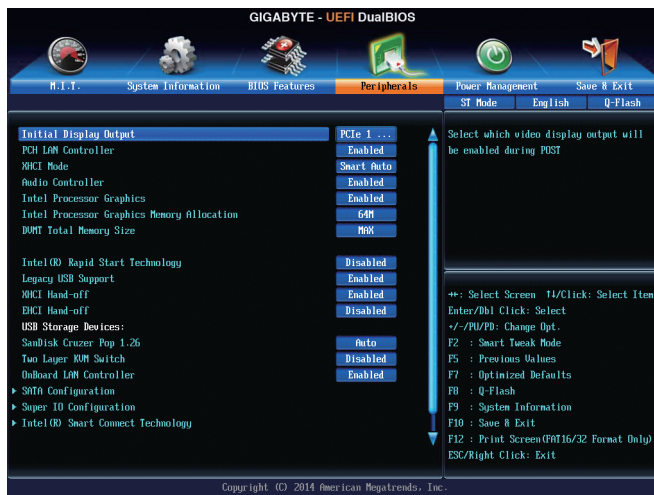 GIGABYTE - UEFI DualBIOS
M.I.T. System Information BIOS Features Peripherals Power Management Save & Exit
ST Mode English Q-Flash
Initial Display Output PCIe 1 ...
PCH LAN Controller Enabled
XHCI Mode Smart Auto
Audio Controller Enabled
Intel Processor Graphics Enabled
Intel Processor Graphics Memory Allocation 64M
DVMT Total Memory Size MAX
Intel(R) Rapid Start Technology Disabled
Legacy USB Support Enabled
XHCI Hand-off Enabled
EHCI Hand-off Disabled
USB Storage Devices:
SanDisk Cruzer Pop 1.26 Auto
Two Layer KVM Switch Disabled
OnBoard LAN Controller Enabled
SATA Configuration
Super IO Configuration
Intel(R) Smart Connect Technology
Select which video display output will
be enabled during POST
↔: Select Screen ↑↓/Click: Select Item
Enter/Dbl Click: Select
+/-/PU/PD: Change Opt.
F2 : Smart Tweak Mode
F5 : Previous Values
F7 : Optimized Defaults
F8 : Q-Flash
F9 : System Information
F10 : Save & Exit
F12 : Print Screen(FAT16/32 Format Only)
ESC/Right Click: Exit
Copyright (C) 2014 American Megatrends, Inc.